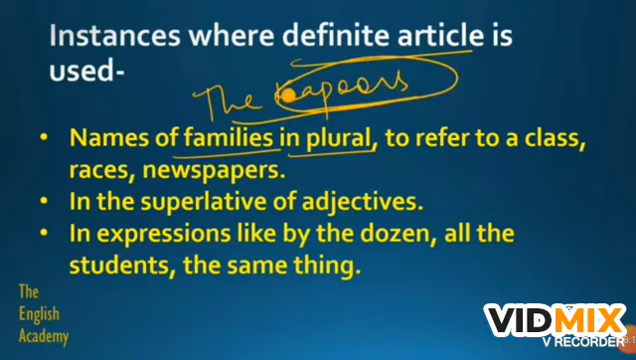 Instances where definite article is
used-
The Kapoors
• Names of families in plural, to refer to a class,
races, newspapers.
• In the superlative of adjectives.
• In expressions like by the dozen, all the
students, the same thing.
The
English
Academy
VIDMIX
V RECORDER